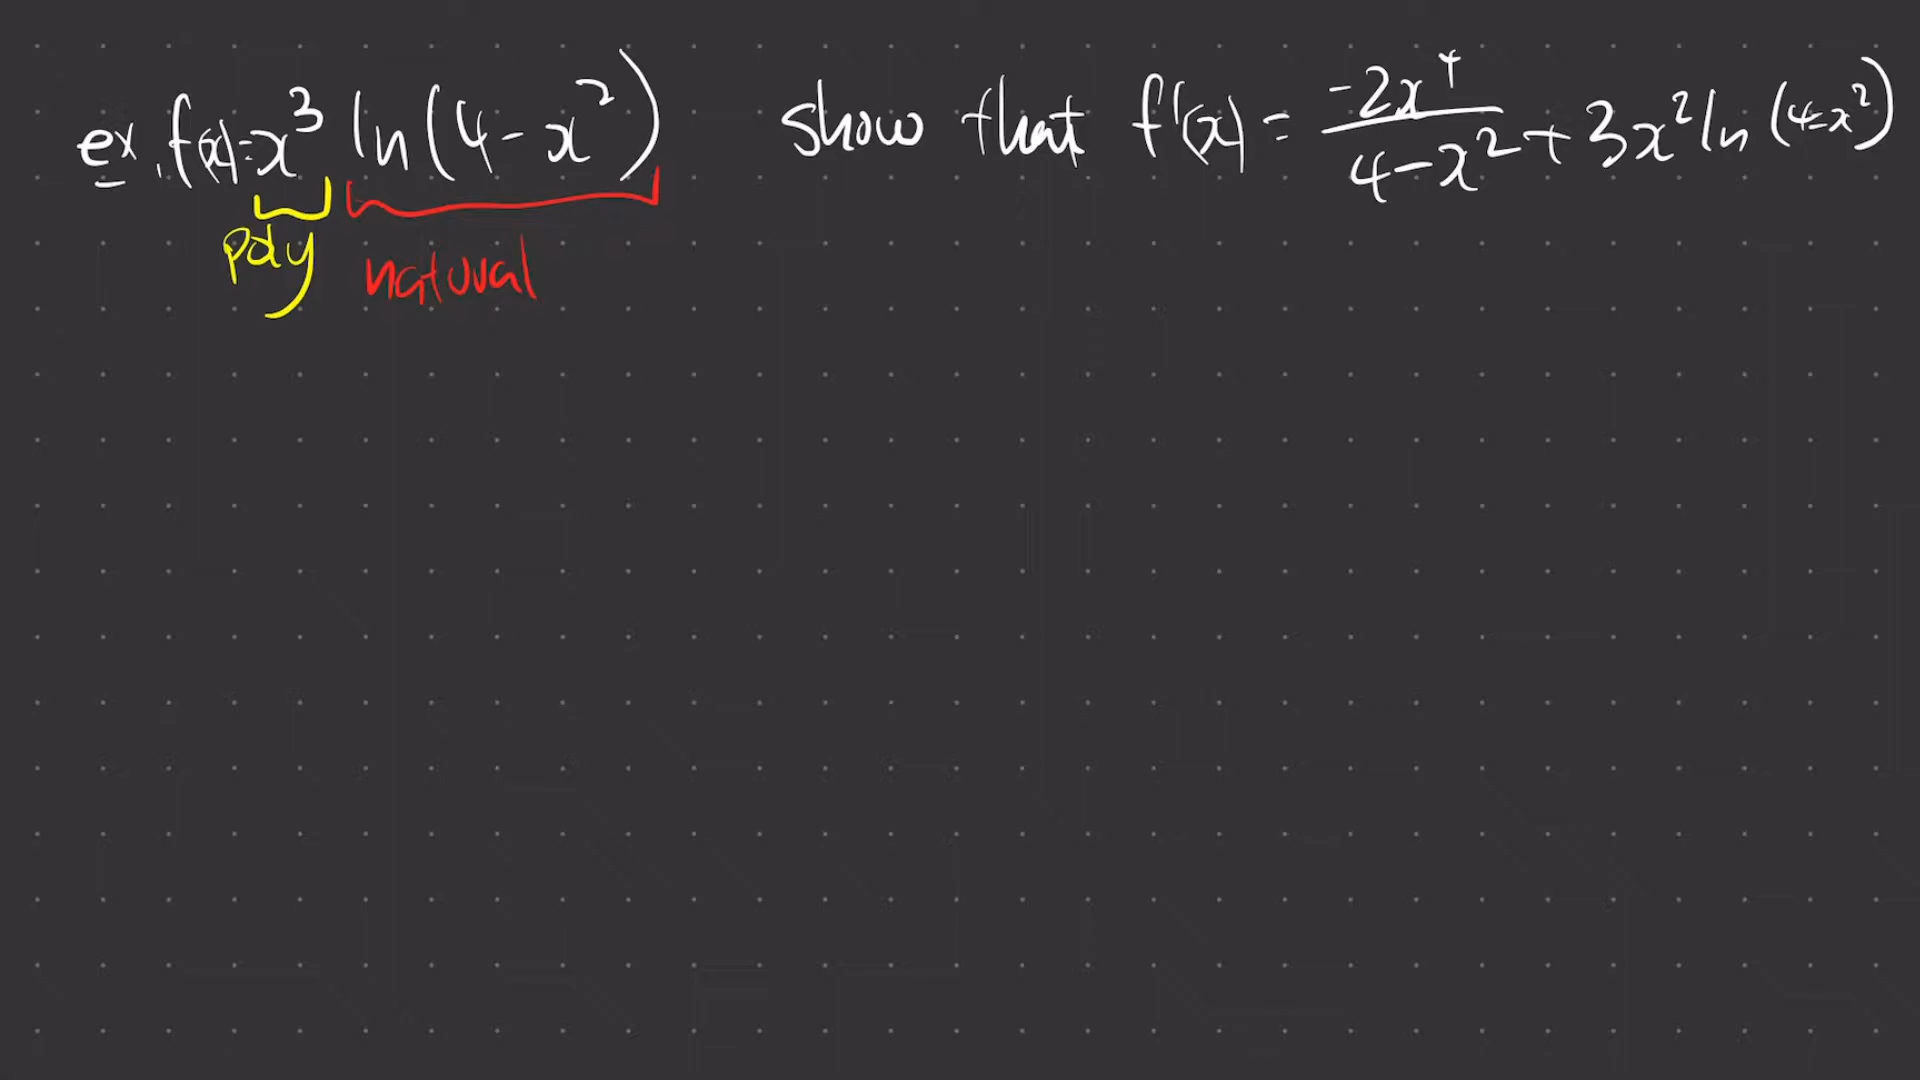 ex. f(x)=x³ ln(4-x²) show that f'(x) = -2x⁴/4-x² + 3x² ln (4-x²)
poly natural